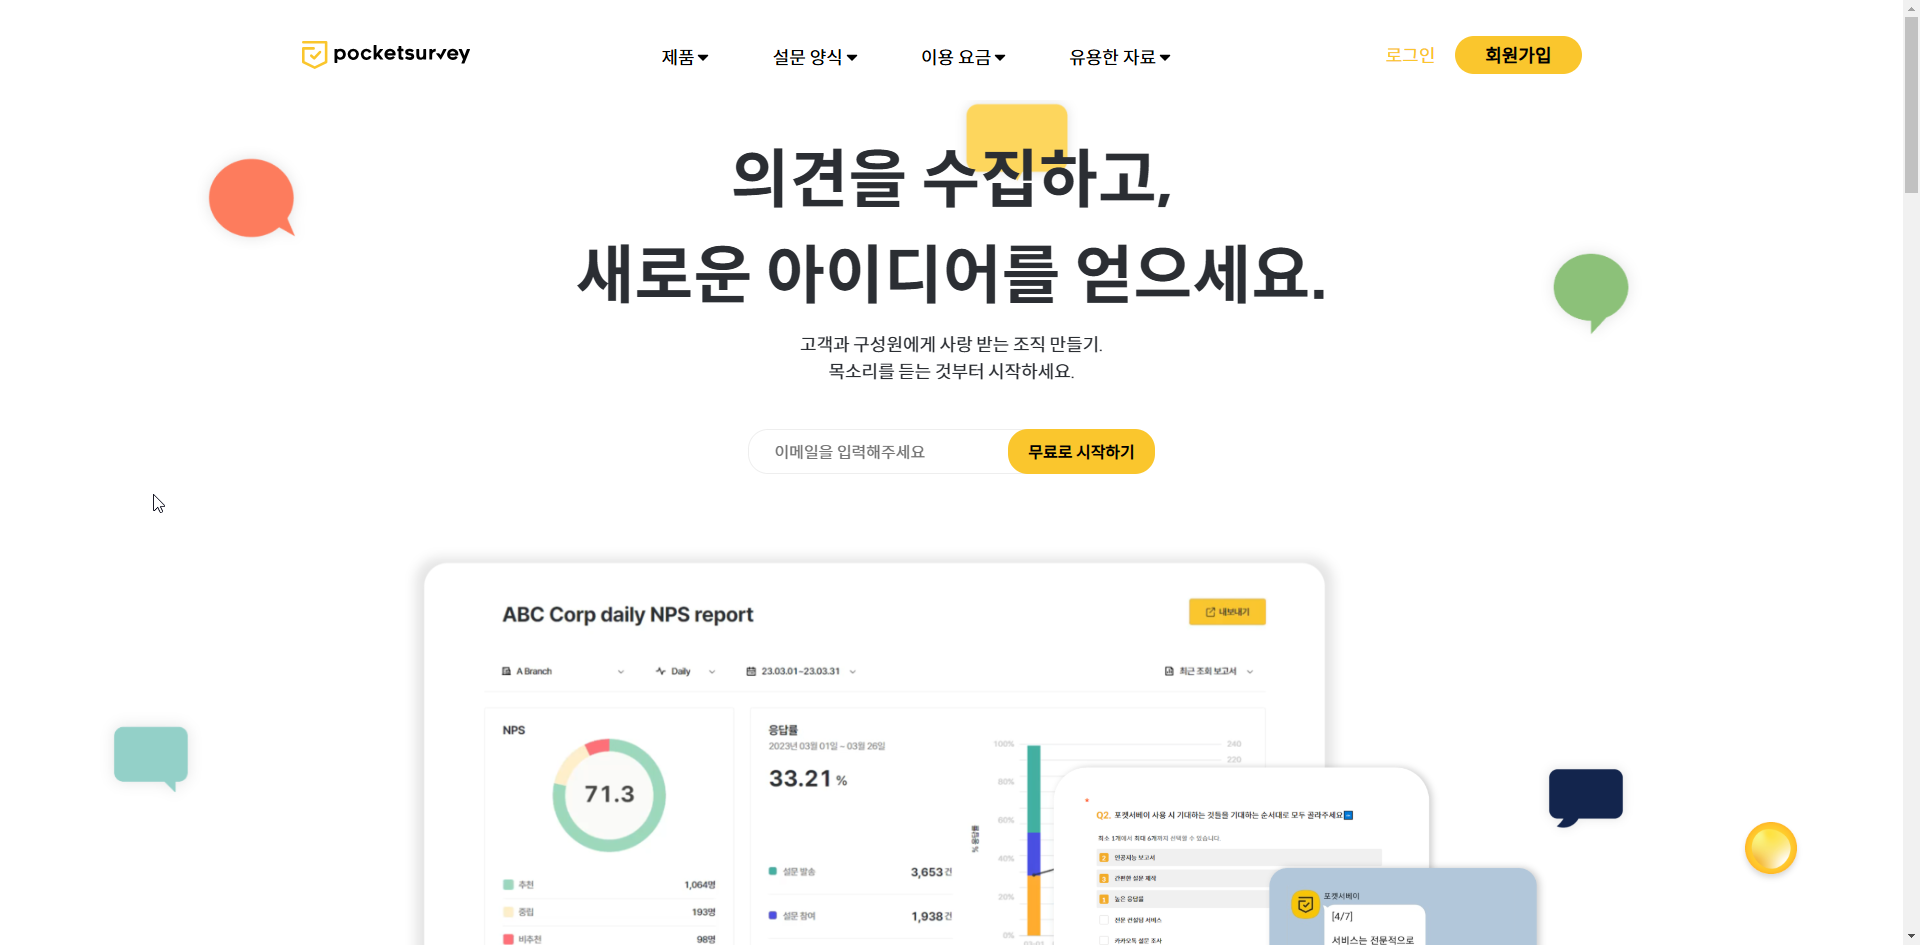 pocketsurvey
제품
설문 양식
이용 요금
유용한 자료
로그인
회원가입
의견을 수집하고,
새로운 아이디어를 얻으세요.
고객과 구성원에게 사랑 받는 조직 만들기.
목소리를 듣는 것부터 시작하세요.
이메일을 입력해주세요
무료로 시작하기
ABC Corp daily NPS report
내보내기
A Branch
Daily
23.03.01~23.03.31
최근 조회 보고서
NPS
71.3
추천 1,064명
중립 193명
비추천 98명
응답률
2023년 03월 01일 ~ 03월 26일
33.21 %
설문 발송 3,653 건
설문 참여 1,938 건
응답률 %
100%
80%
60%
40%
20%
0%
240
220
03-01
Q2. 포켓서베이 사용 시 기대하는 것들을 기대하는 순서대로 모두 골라주세요
최소 1개에서 최대 6개까지 선택할 수 있습니다.
2 인공지능 보고서
3 간편한 설문 제작
1 높은 응답률
전문 컨설팅 서비스
카카오톡 설문 조사
포켓서베이
[4/7]
서비스는 전문적으로